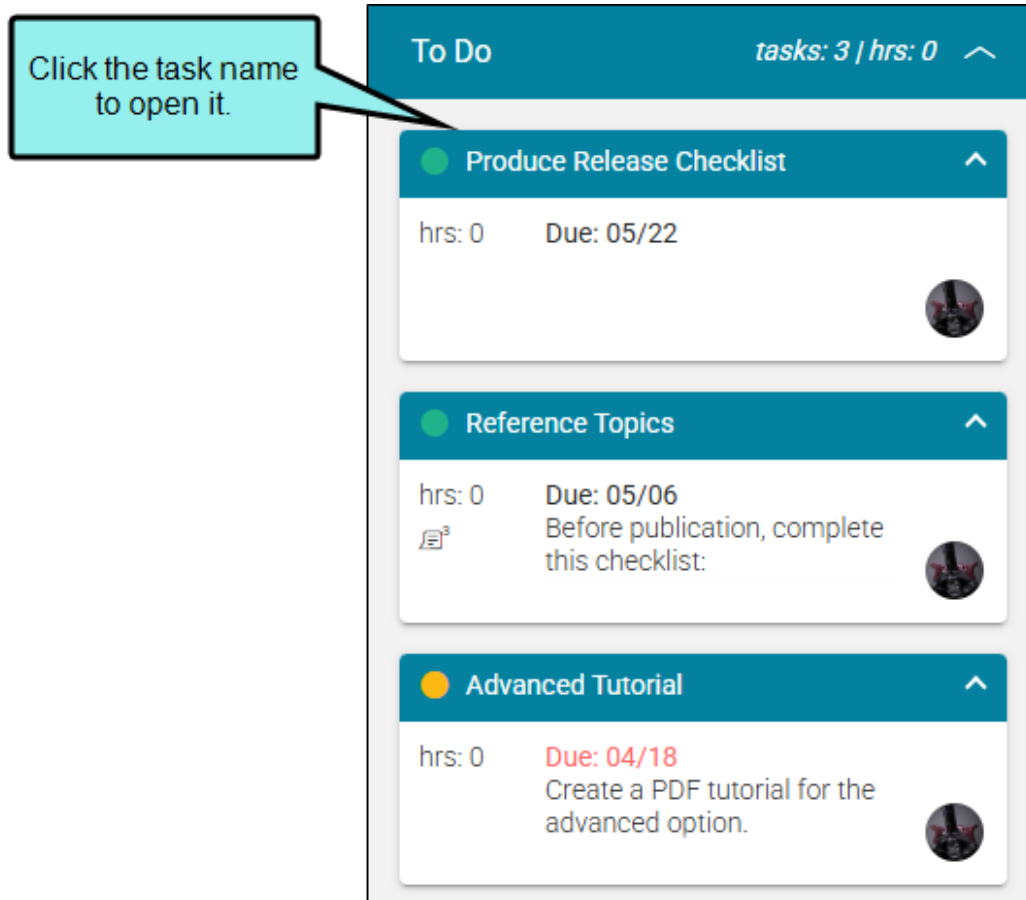 Click the task name
to open it.
To Do
tasks: 3 | hrs: 0
Produce Release Checklist
hrs: 0
Due: 05/22
Reference Topics
hrs: 0
Due: 05/06
3
Before publication, complete
this checklist:
Advanced Tutorial
hrs: 0
Due: 04/18
Create a PDF tutorial for the
advanced option.